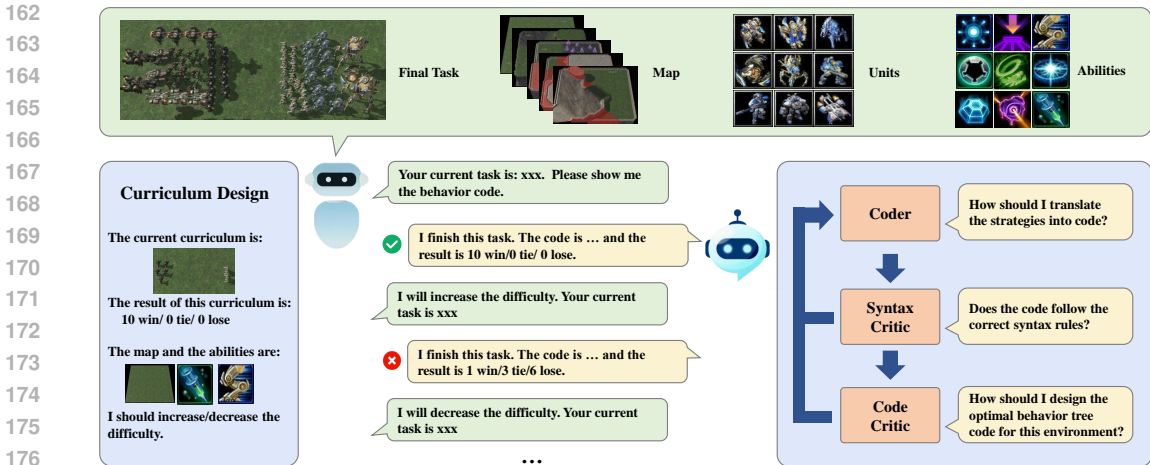 162
163
164
165
166
167
168
169
170
171
172
173
174
175
176
Final Task
Map
Units
Abilities
Curriculum Design
The current curriculum is:
The result of this curriculum is:
10 win/ 0 tie/ 0 lose
The map and the abilities are:
I should increase/decrease the
difficulty.
Your current task is: xxx. Please show me
the behavior code.
I finish this task. The code is … and the
result is 10 win/0 tie/ 0 lose.
I will increase the difficulty. Your current
task is xxx
I finish this task. The code is … and the
result is 1 win/3 tie/6 lose.
I will decrease the difficulty. Your current
task is xxx
…
Coder
How should I translate
the strategies into code?
Syntax
Critic
Does the code follow the
correct syntax rules?
Code
Critic
How should I design the
optimal behavior tree
code for this environment?